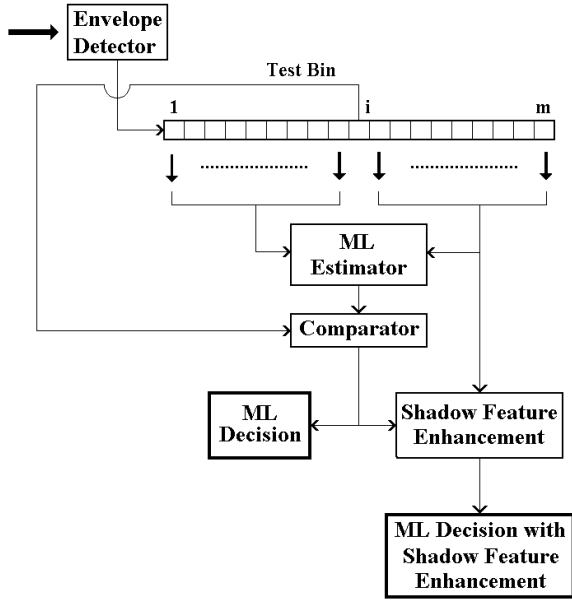 Envelope
Detector
Test Bin
1 i m
ML
Estimator
Comparator
ML
Decision
Shadow Feature
Enhancement
ML Decision with
Shadow Feature
Enhancement